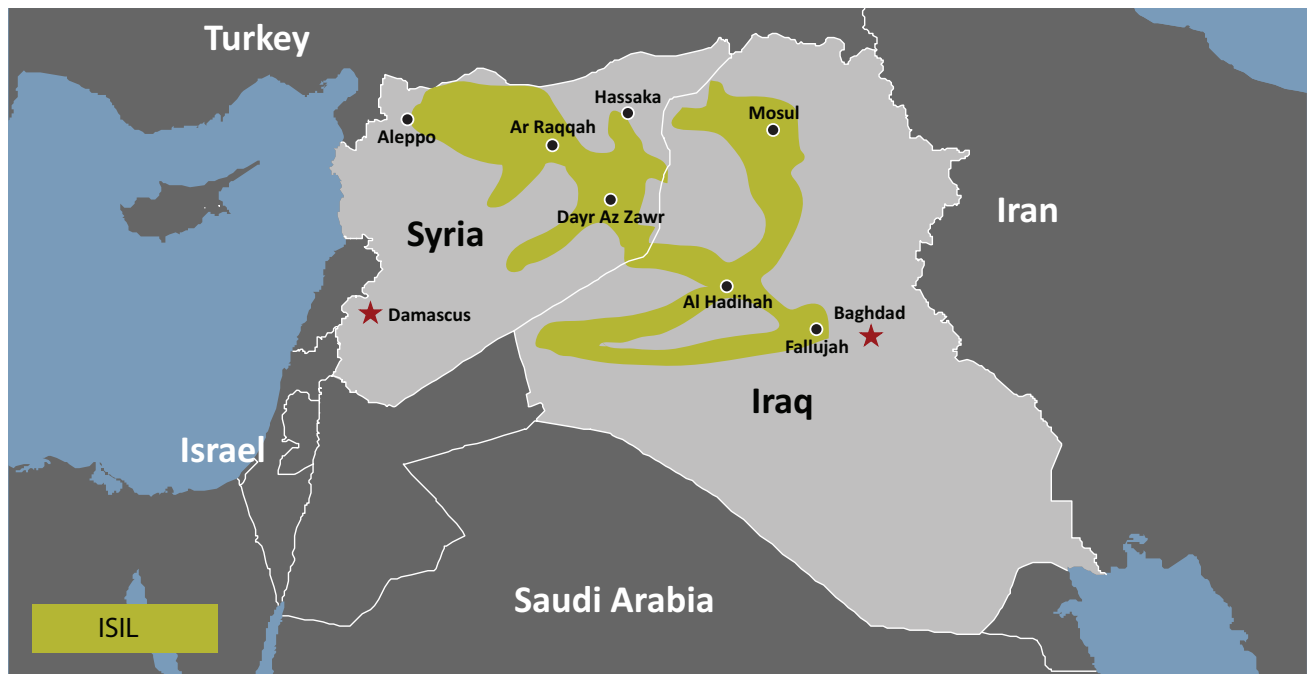 Turkey
Hassaka
Mosul
Aleppo
Ar Raqqah
Iran
Dayr Az Zawr
Syria
Al Hadihah
Damascus
Baghdad
Fallujah
Iraq
Israel
Saudi Arabia
ISIL